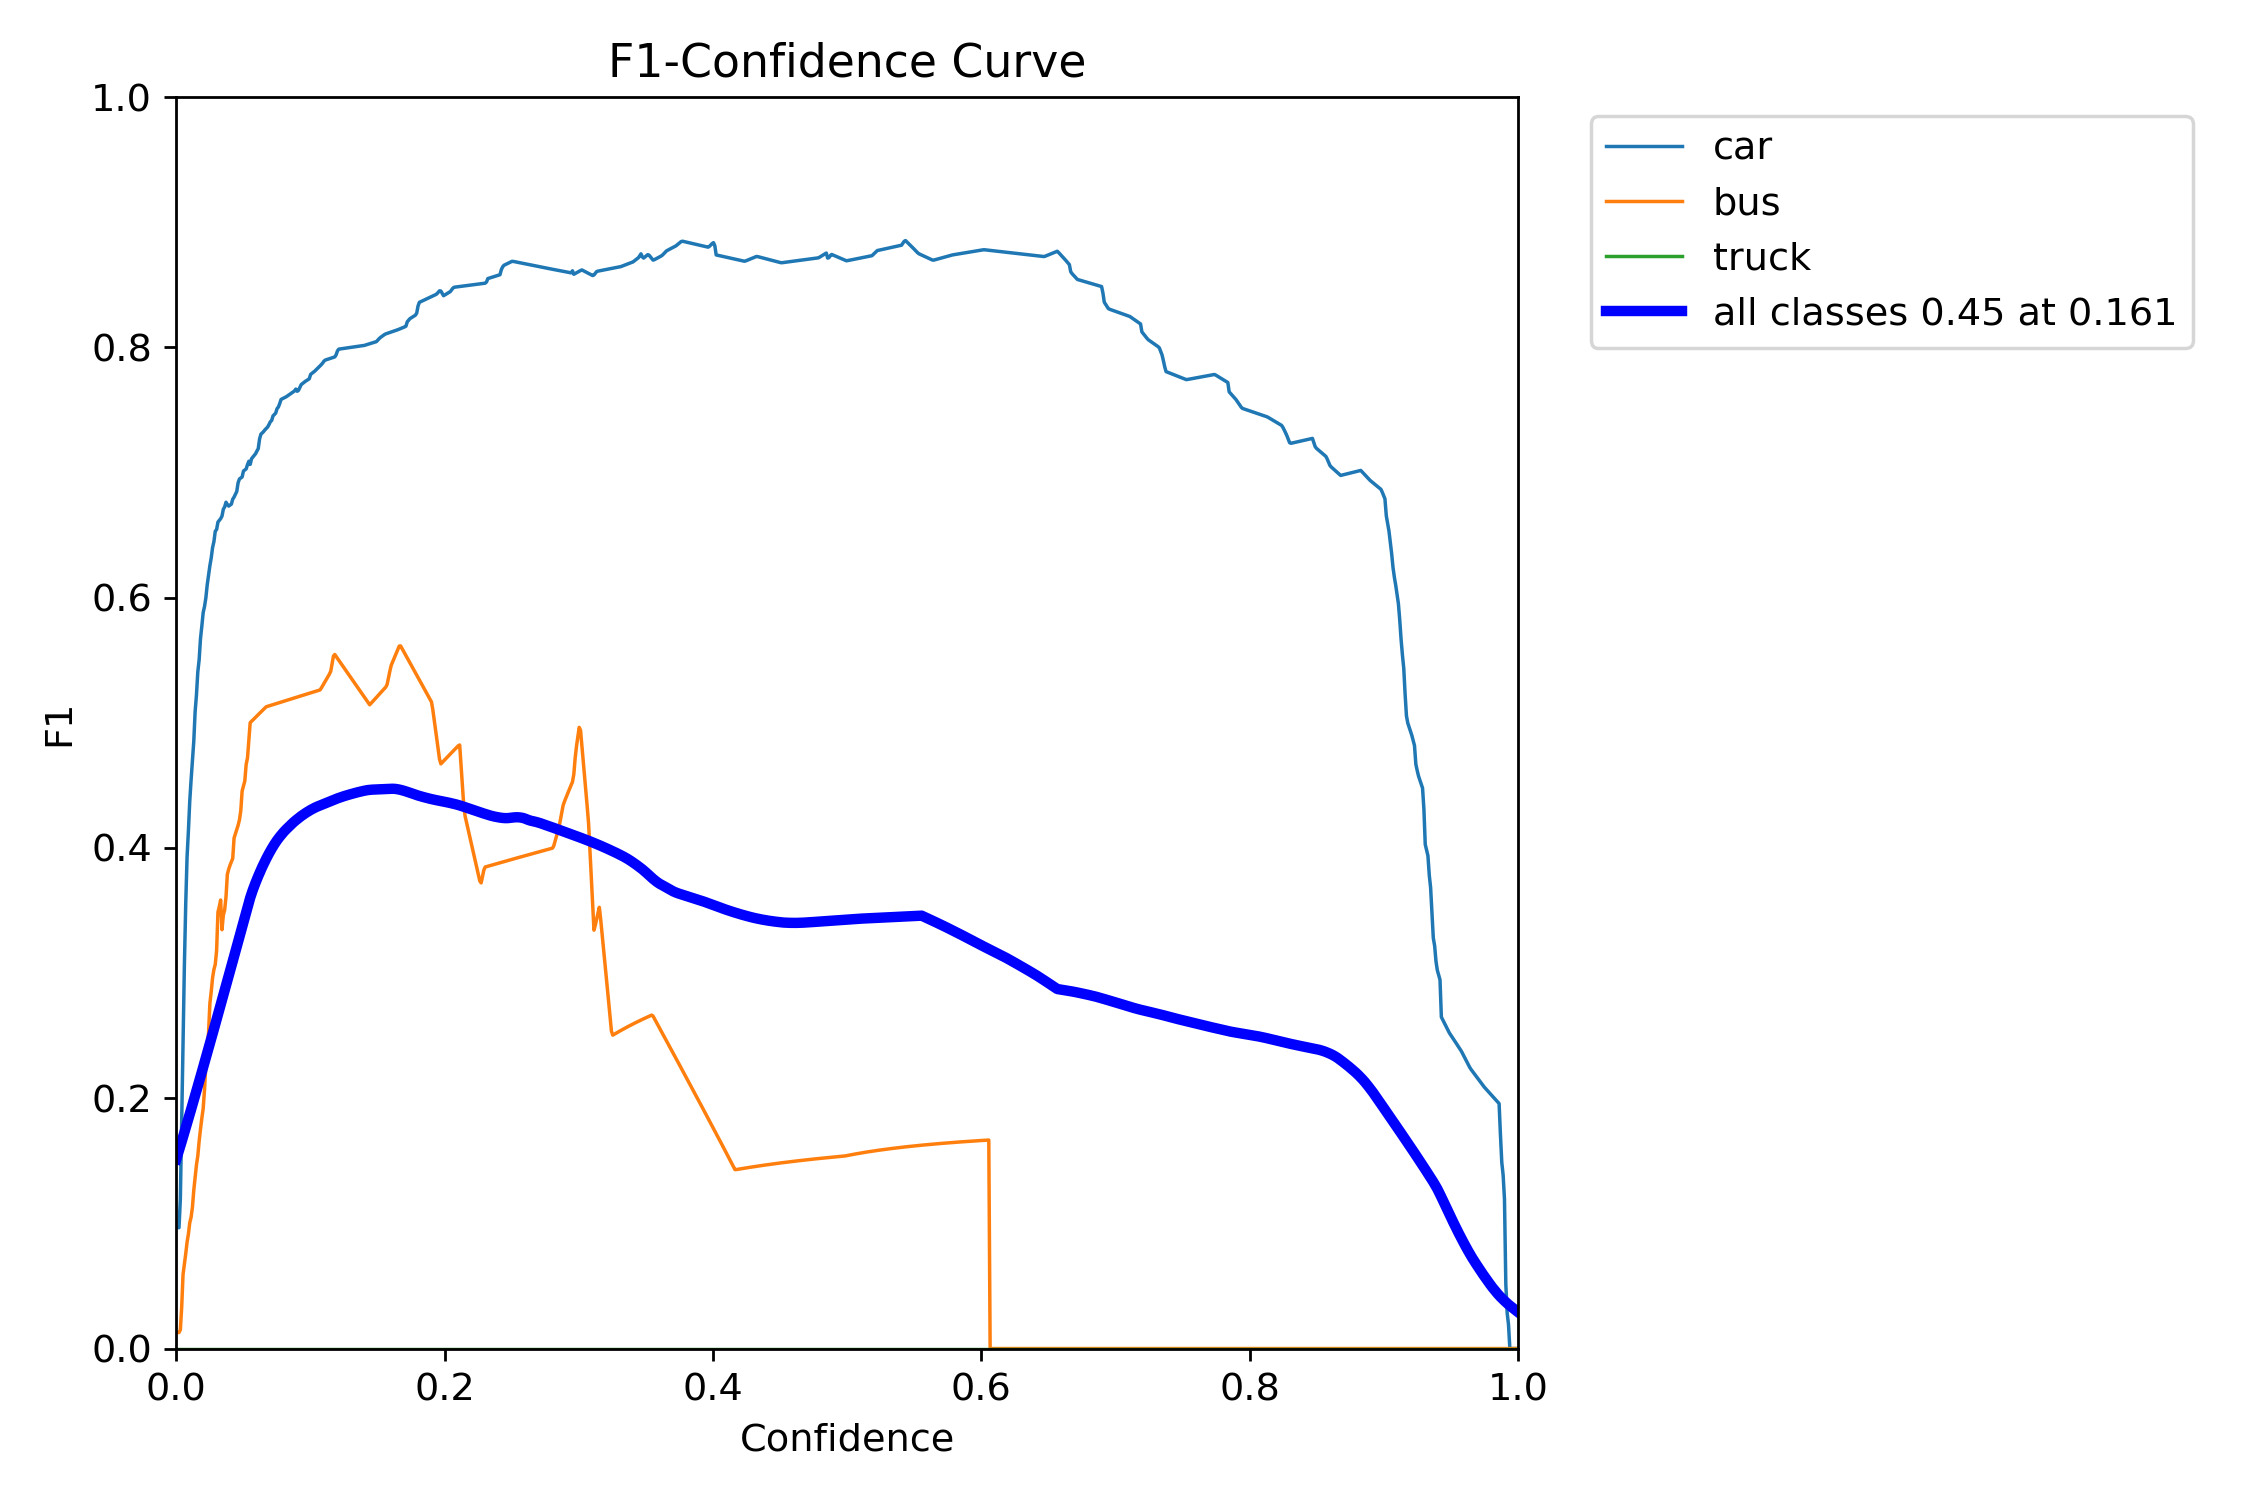 F1-Confidence Curve
1.0
0.8
0.6
0.4
0.2
0.0
F1
0.0 0.2 0.4 0.6 0.8 1.0
Confidence
car
bus
truck
all classes 0.45 at 0.161